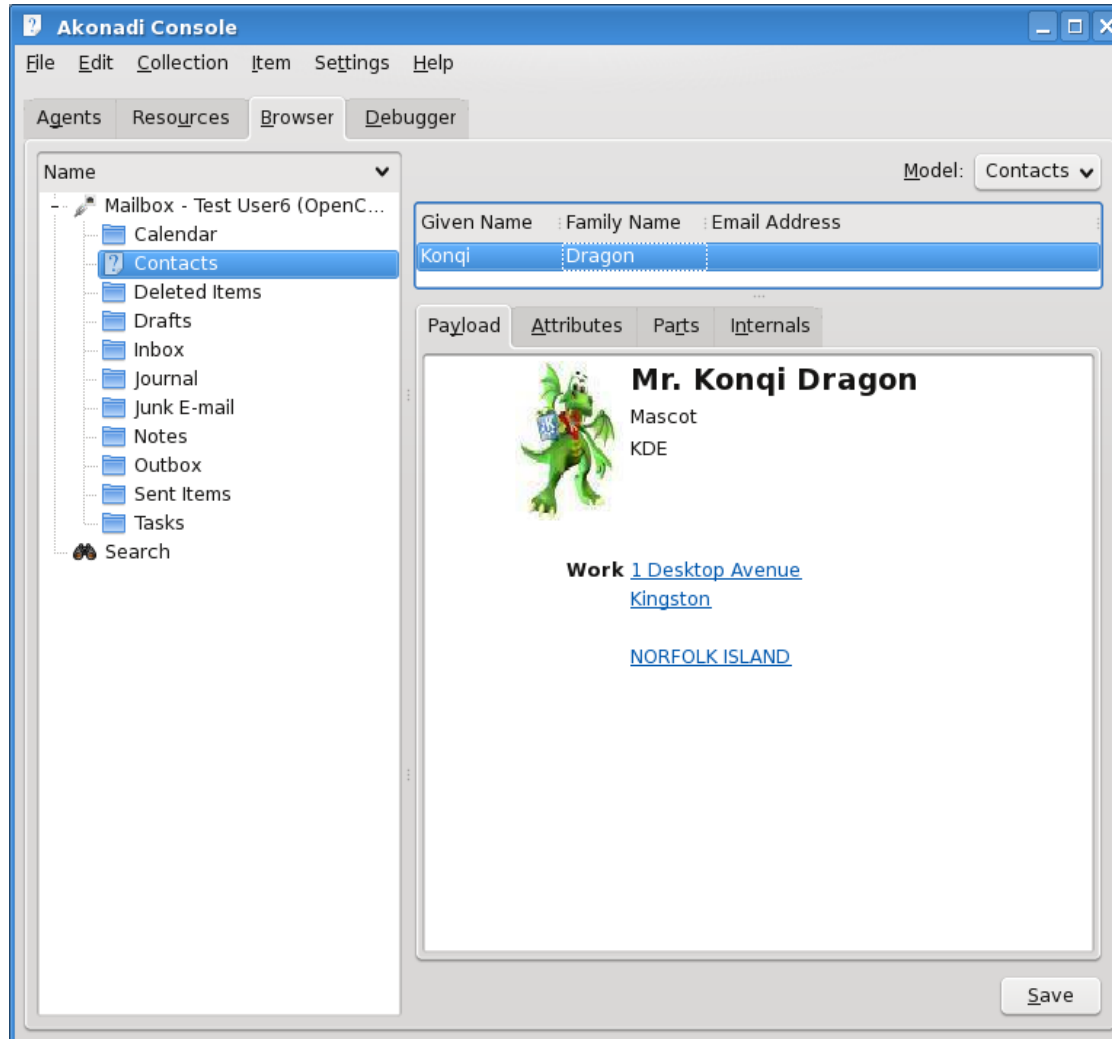 Akonadi Console
File Edit Collection Item Settings Help
Agents Resources Browser Debugger
Name
Mailbox - Test User6 (OpenC...
Calendar
Contacts
Deleted Items
Drafts
Inbox
Journal
Junk E-mail
Notes
Outbox
Sent Items
Tasks
Search
Model: Contacts
Given Name Family Name Email Address
Konqi Dragon
Payload Attributes Parts Internals
Mr. Konqi Dragon
Mascot
KDE
Work 1 Desktop Avenue
Kingston
NORFOLK ISLAND
Save